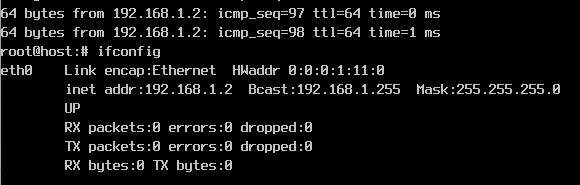 64 bytes from 192.168.1.2: icmp_seq=97 ttl=64 time=0 ms
64 bytes from 192.168.1.2: icmp_seq=98 ttl=64 time=1 ms
root@host:# ifconfig
eth0    Link encap:Ethernet  HWaddr 0:0:0:1:11:0
        inet addr:192.168.1.2  Bcast:192.168.1.255  Mask:255.255.255.0
        UP
        RX packets:0 errors:0 dropped:0
        TX packets:0 errors:0 dropped:0
        RX bytes:0 TX bytes:0